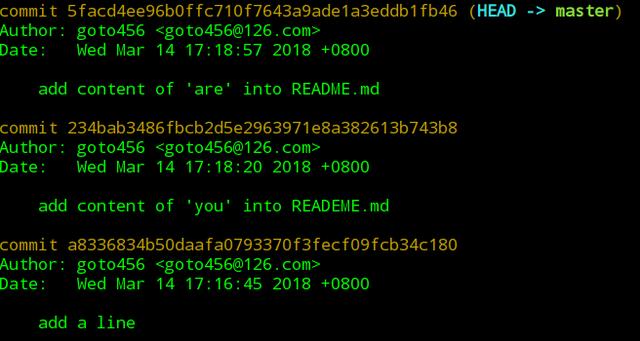 commit 5facd4ee96b0ffc710f7643a9ade1a3eddb1fb46 (HEAD -> master)
Author: goto456 <goto456@126.com>
Date:   Wed Mar 14 17:18:57 2018 +0800
    add content of 'are' into README.md
commit 234bab3486fbcb2d5e2963971e8a382613b743b8
Author: goto456 <goto456@126.com>
Date:   Wed Mar 14 17:18:20 2018 +0800
    add content of 'you' into READEME.md
commit a8336834b50daafa0793370f3fecf09fcb34c180
Author: goto456 <goto456@126.com>
Date:   Wed Mar 14 17:16:45 2018 +0800
    add a line